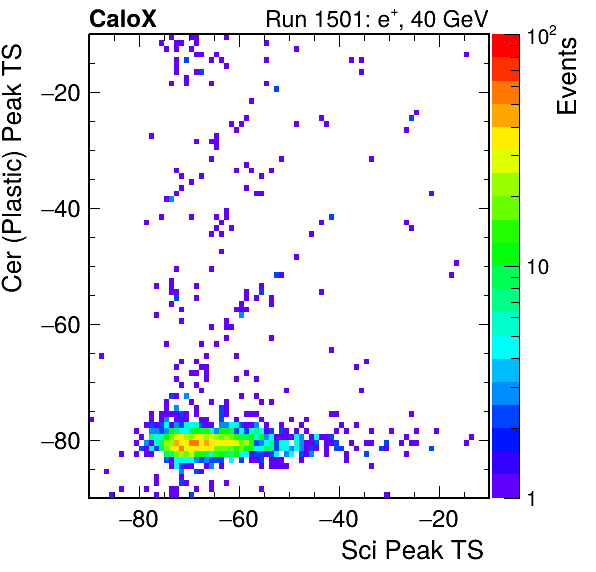 CaloX Run 1501: e⁺, 40 GeV
Cer (Plastic) Peak TS
−20
−40
−60
−80
−80 −60 −40 −20
Sci Peak TS
10²
10
1
Events